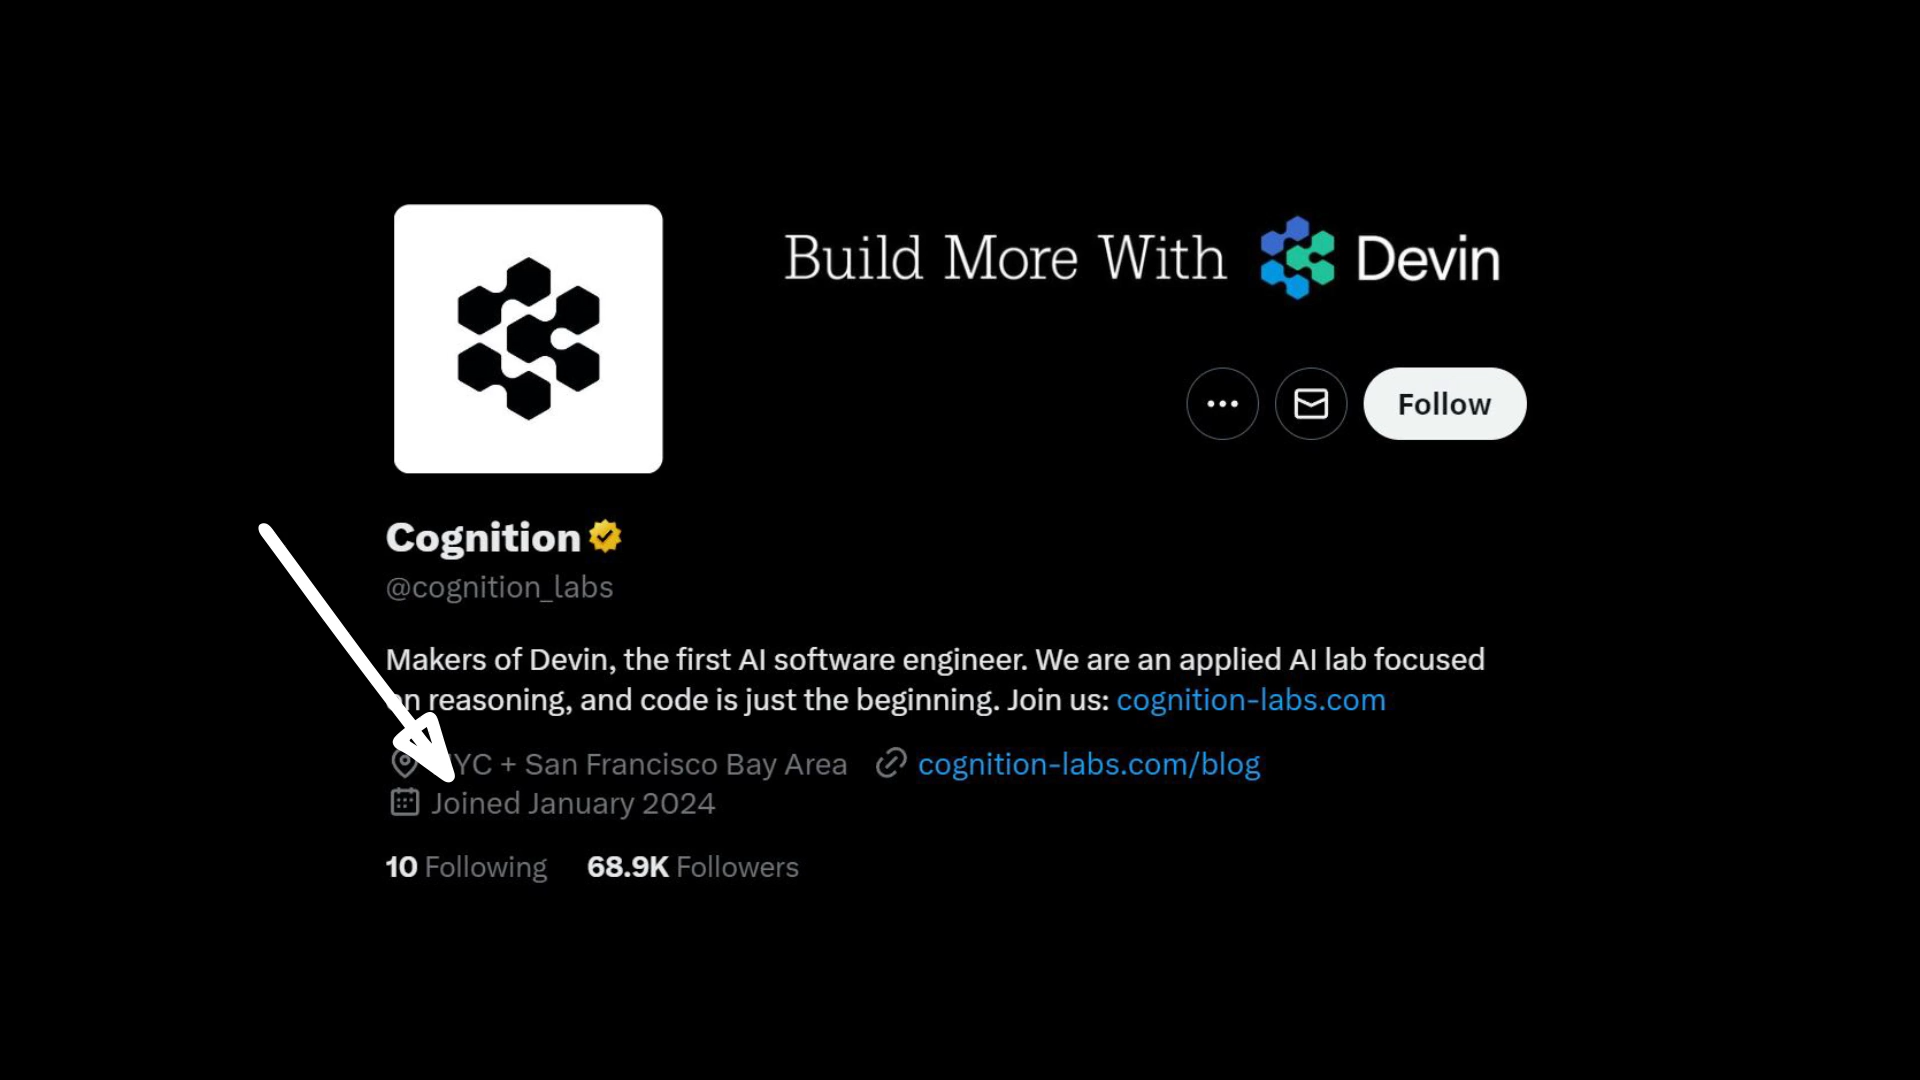 Build More With Devin
Follow
Cognition
@cognition_labs
Makers of Devin, the first AI software engineer. We are an applied AI lab focused
on reasoning, and code is just the beginning. Join us: cognition-labs.com
+ San Francisco Bay Area cognition-labs.com/blog
Joined January 2024
10 Following 68.9K Followers